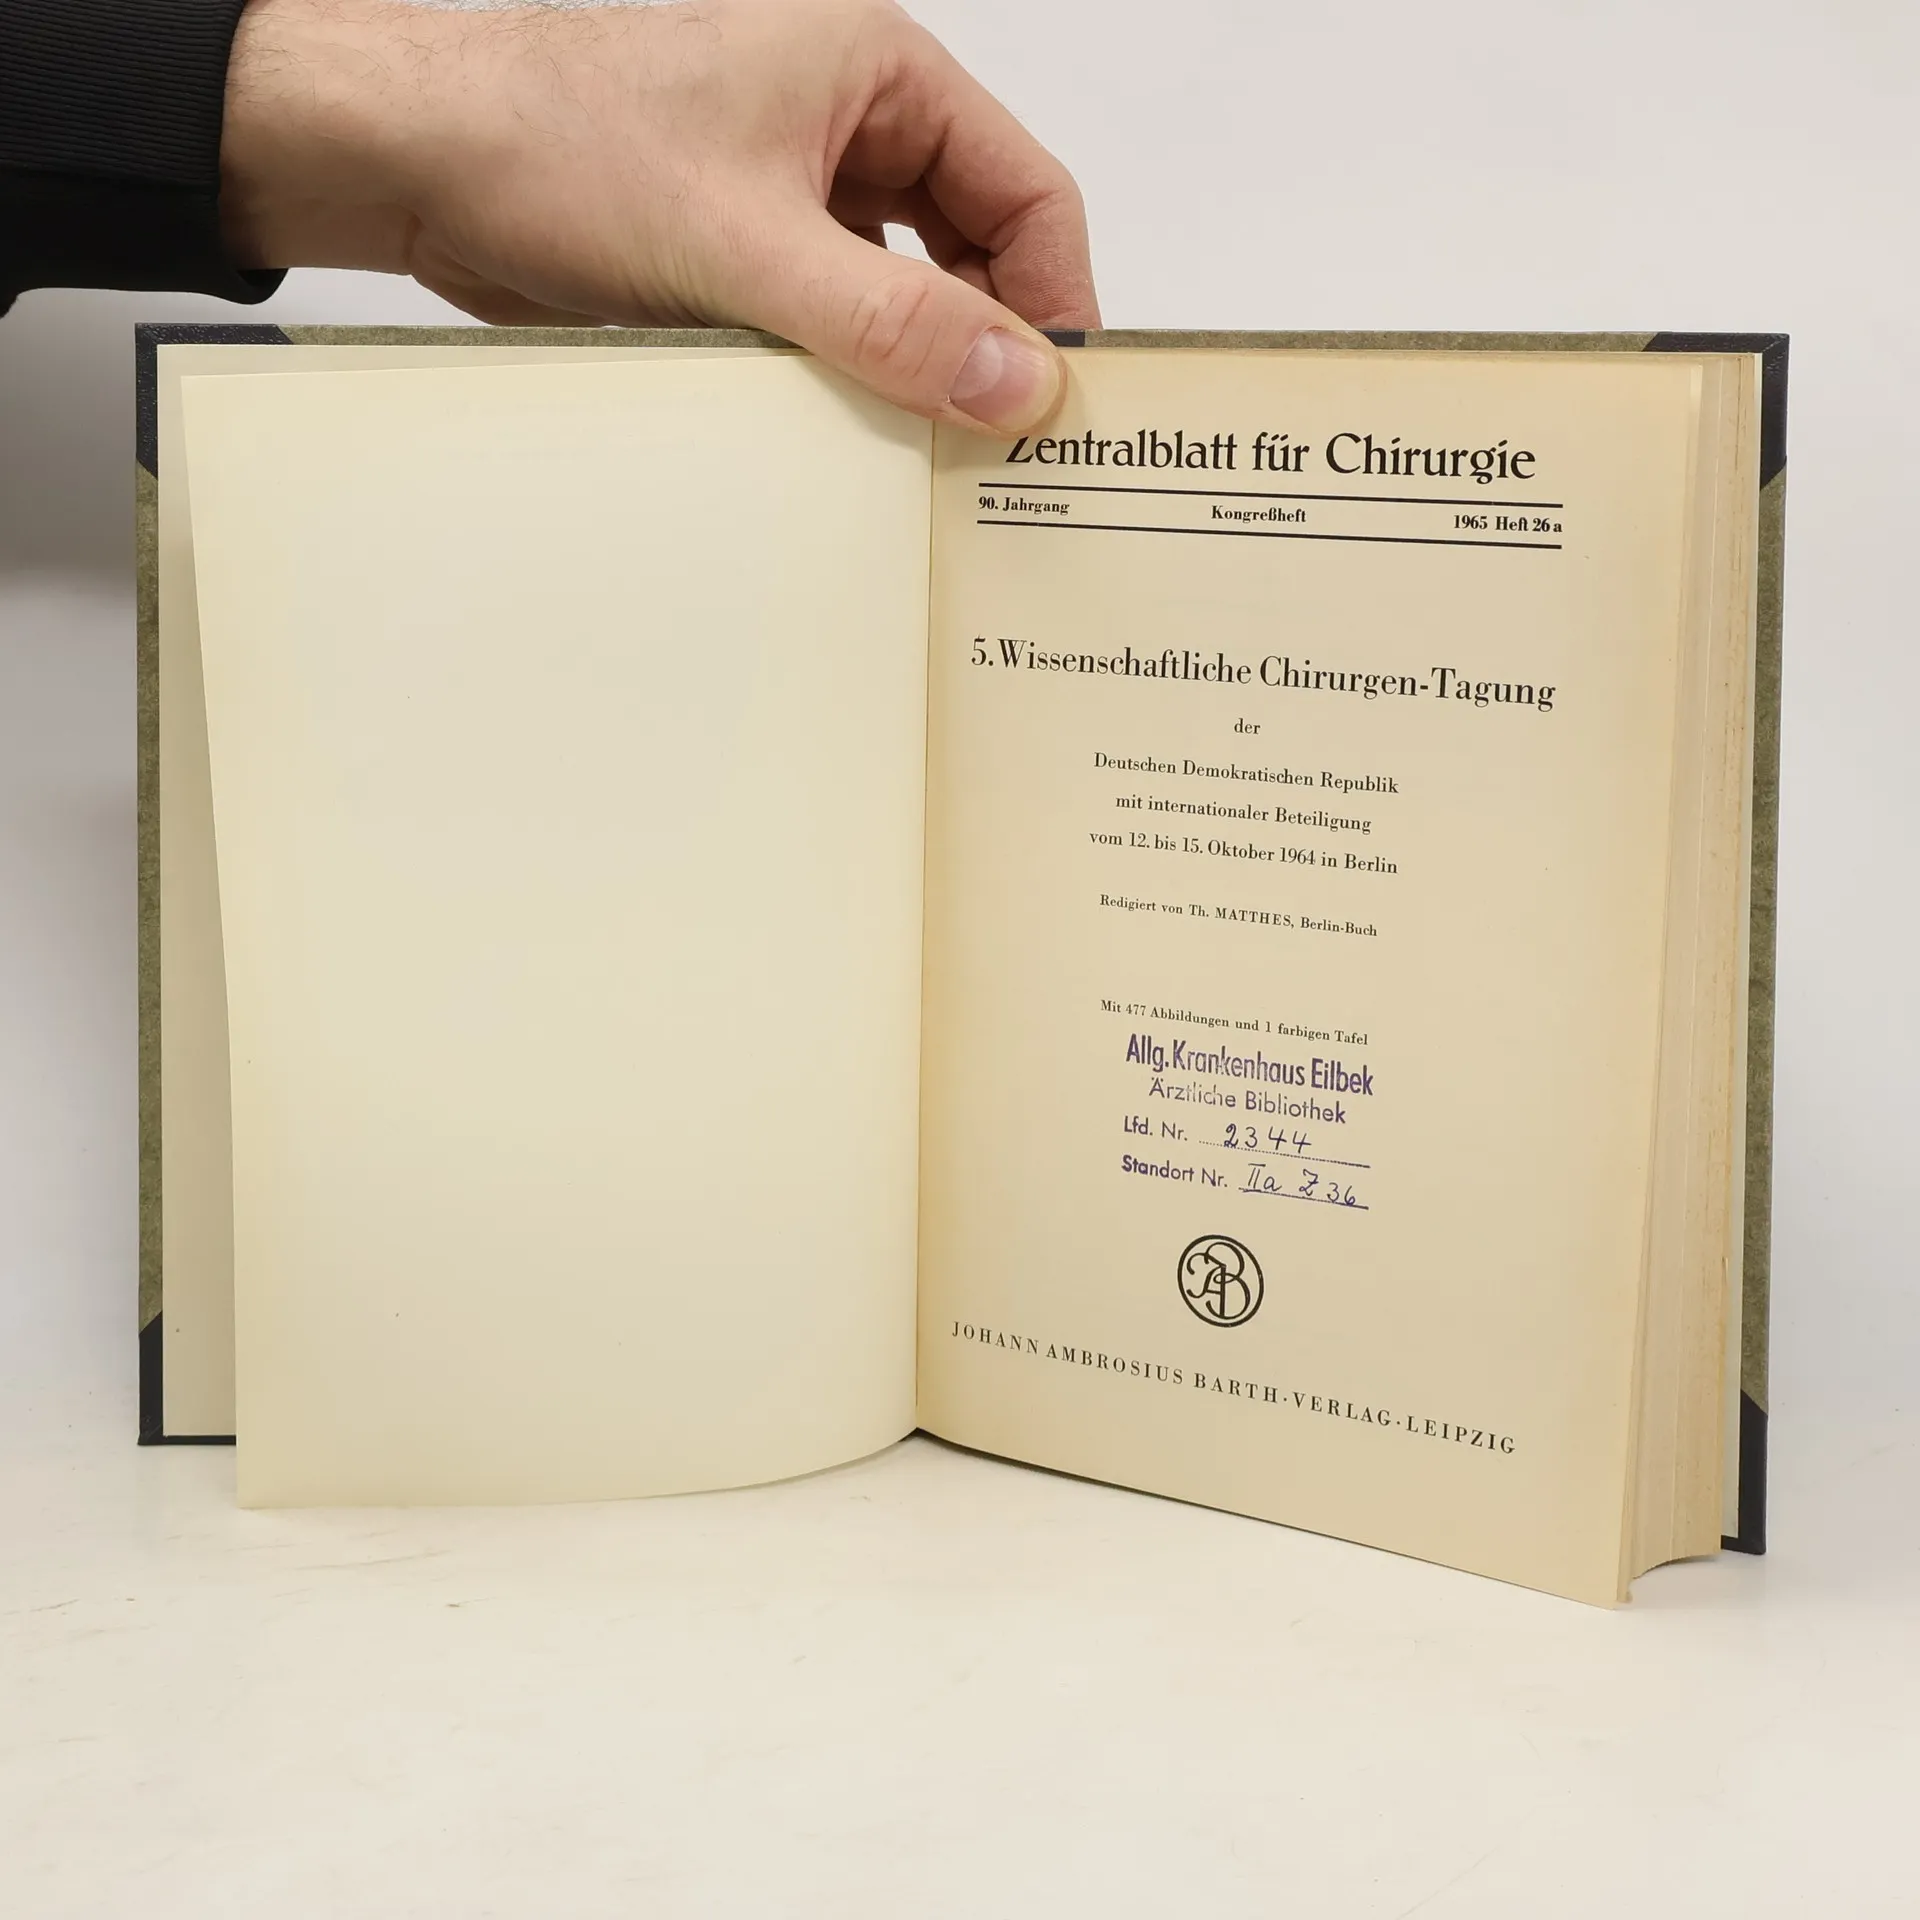 Zentralblatt für Chirurgie
90. Jahrgang Kongreßheft 1965 Heft 26a
5. Wissenschaftliche Chirurgen-Tagung
der
Deutschen Demokratischen Republik
mit internationaler Beteiligung
vom 12. bis 15. Oktober 1964 in Berlin
Redigiert von Th. MATTHES, Berlin-Buch
Mit 477 Abbildungen und 1 farbigen Tafel
Allg. Krankenhaus Eilbek
Ärztliche Bibliothek
Lfd. Nr. 2344
Standort Nr. IIa Z 36
JAB
JOHANN AMBROSIUS BARTH · VERLAG · LEIPZIG